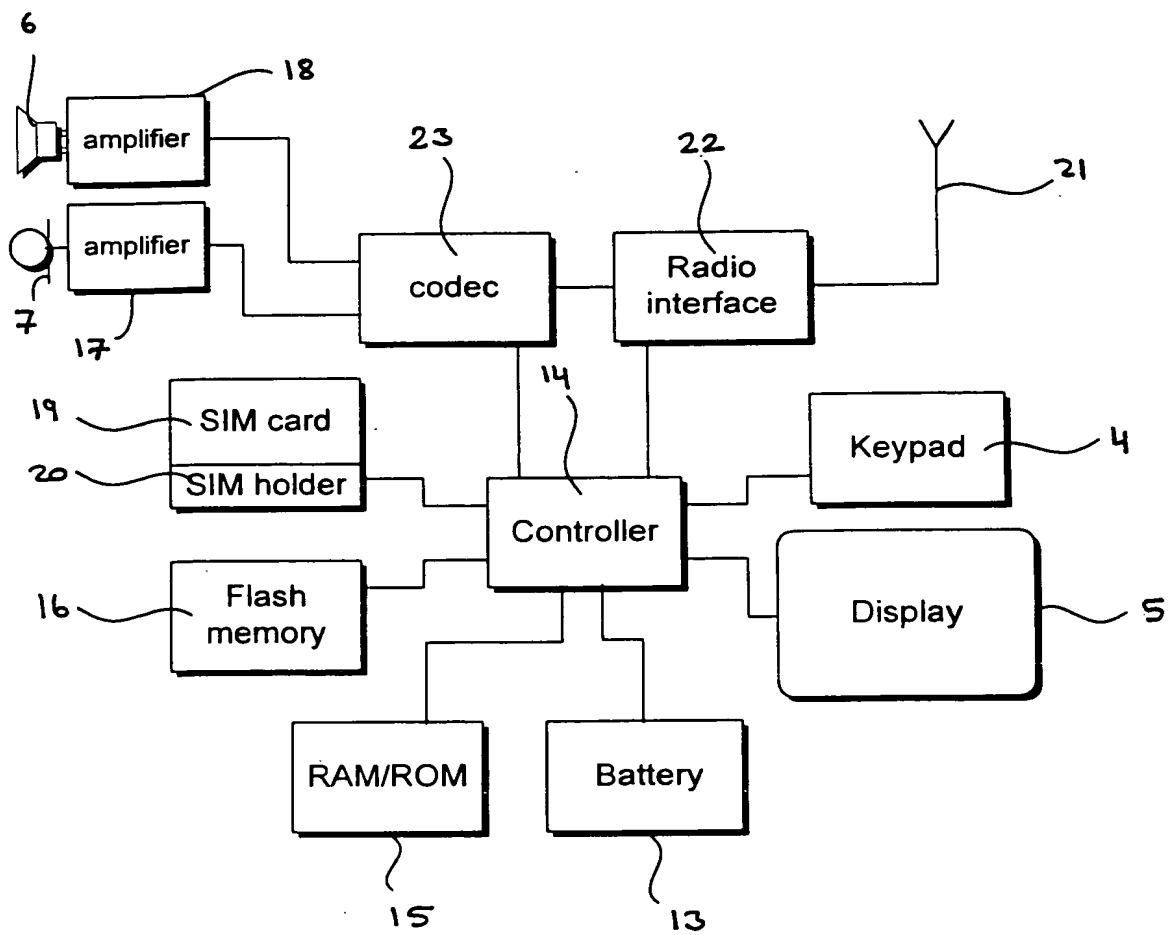 6
18
amplifier
23
22
21
amplifier
codec
Radio
interface
7
17
14
19
SIM card
Keypad
4
20
SIM holder
Controller
16
Flash
memory
Display
5
RAM/ROM
Battery
15
13